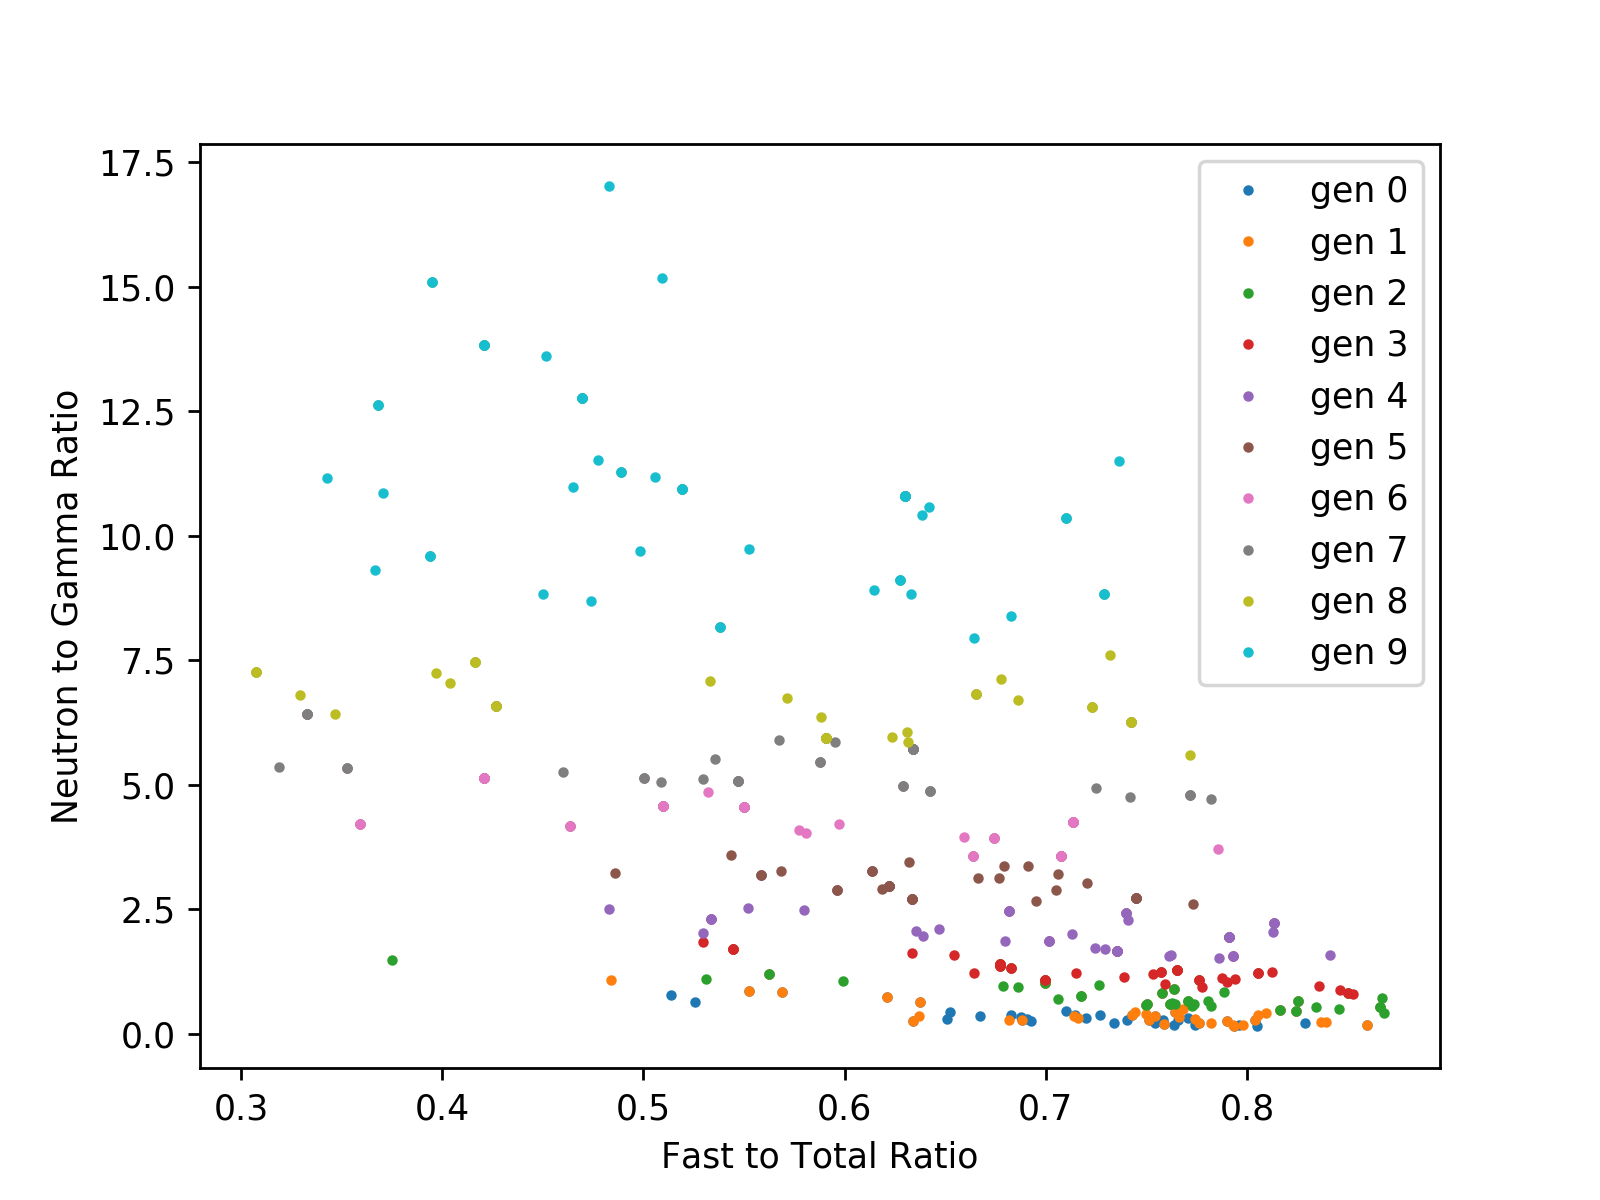 17.5
15.0
12.5
10.0
7.5
5.0
2.5
0.0
Neutron to Gamma Ratio
0.3 0.4 0.5 0.6 0.7 0.8
Fast to Total Ratio
gen 0
gen 1
gen 2
gen 3
gen 4
gen 5
gen 6
gen 7
gen 8
gen 9